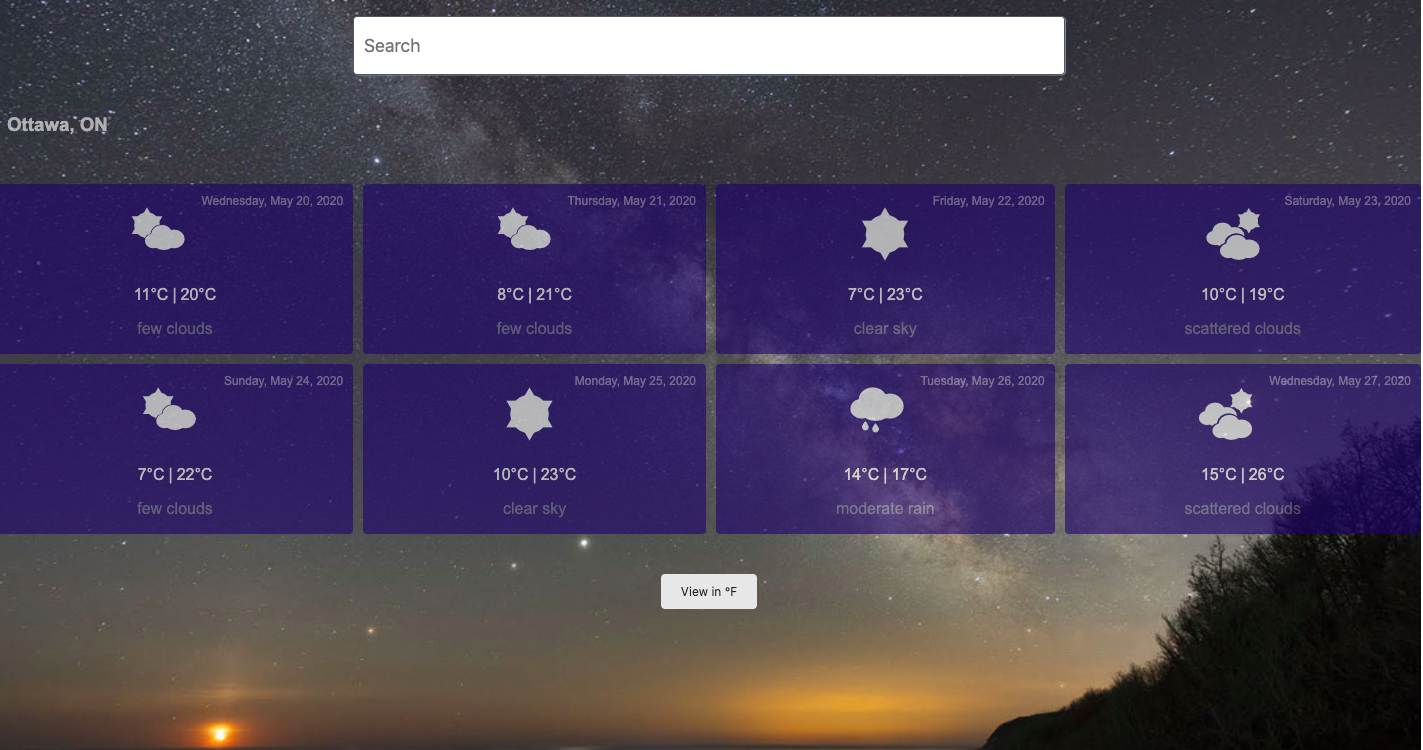 Search
Ottawa, ON
Wednesday, May 20, 2020
11°C | 20°C
few clouds
Thursday, May 21, 2020
8°C | 21°C
few clouds
Friday, May 22, 2020
7°C | 23°C
clear sky
Saturday, May 23, 2020
10°C | 19°C
scattered clouds
Sunday, May 24, 2020
7°C | 22°C
few clouds
Monday, May 25, 2020
10°C | 23°C
clear sky
Tuesday, May 26, 2020
14°C | 17°C
moderate rain
Wednesday, May 27, 2020
15°C | 26°C
scattered clouds
View in °F